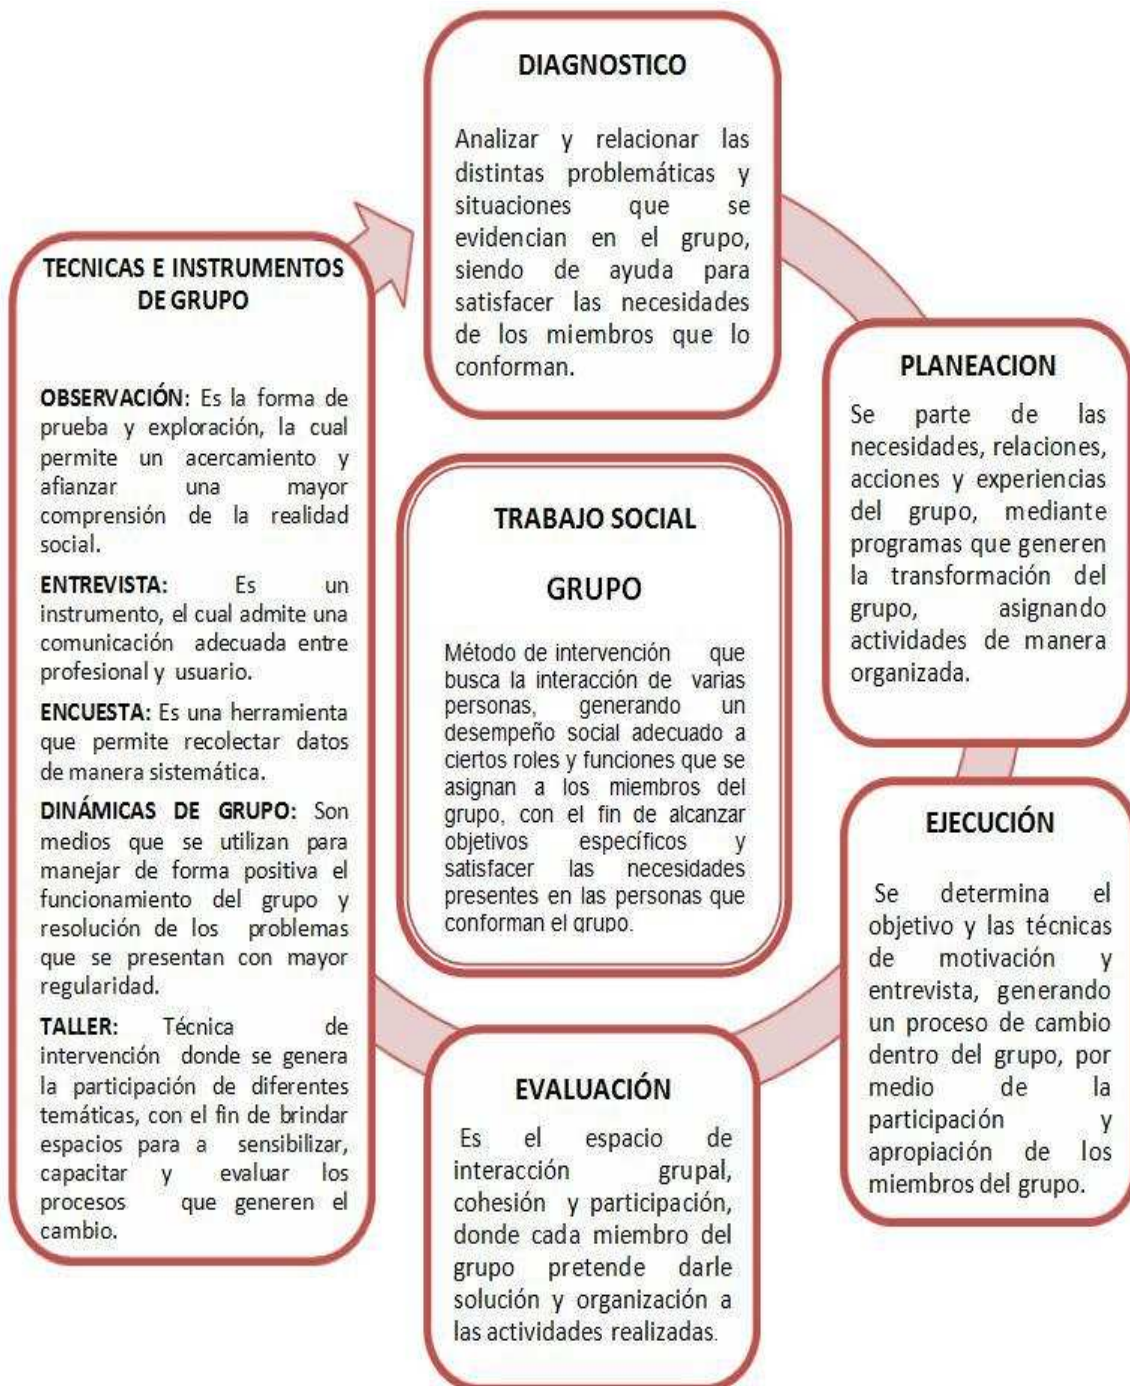 DIAGNOSTICO
Analizar y relacionar las
distintas problemáticas y
situaciones que se
evidencian en el grupo,
siendo de ayuda para
satisfacer las necesidades
de los miembros que lo
conforman.
TECNICAS E INSTRUMENTOS
DE GRUPO
OBSERVACIÓN: Es la forma de
prueba y exploración, la cual
permite un acercamiento y
afianzar una mayor
comprensión de la realidad
social.
ENTREVISTA: Es un
instrumento, el cual admite una
comunicación adecuada entre
profesional y usuario.
ENCUESTA: Es una herramienta
que permite recolectar datos
de manera sistemática.
DINÁMICAS DE GRUPO: Son
medios que se utilizan para
manejar de forma positiva el
funcionamiento del grupo y
resolución de los problemas
que se presentan con mayor
regularidad.
TALLER: Técnica de
intervención donde se genera
la participación de diferentes
temáticas, con el fin de brindar
espacios para a sensibilizar,
capacitar y evaluar los
procesos que generen el
cambio.
TRABAJO SOCIAL
GRUPO
Método de intervención que
busca la interacción de varias
personas, generando un
desempeño social adecuado a
ciertos roles y funciones que se
asignan a los miembros del
grupo, con el fin de alcanzar
objetivos específicos y
satisfacer las necesidades
presentes en las personas que
conforman el grupo.
PLANEACION
Se parte de las
necesidades, relaciones,
acciones y experiencias
del grupo, mediante
programas que generen
la transformación del
grupo, asignando
actividades de manera
organizada.
EJECUCIÓN
Se determina el
objetivo y las técnicas
de motivación y
entrevista, generando
un proceso de cambio
dentro del grupo, por
medio de la
participación y
apropiación de los
miembros del grupo.
EVALUACIÓN
Es el espacio de
interacción grupal,
cohesión y participación,
donde cada miembro del
grupo pretende darle
solución y organización a
las actividades realizadas.